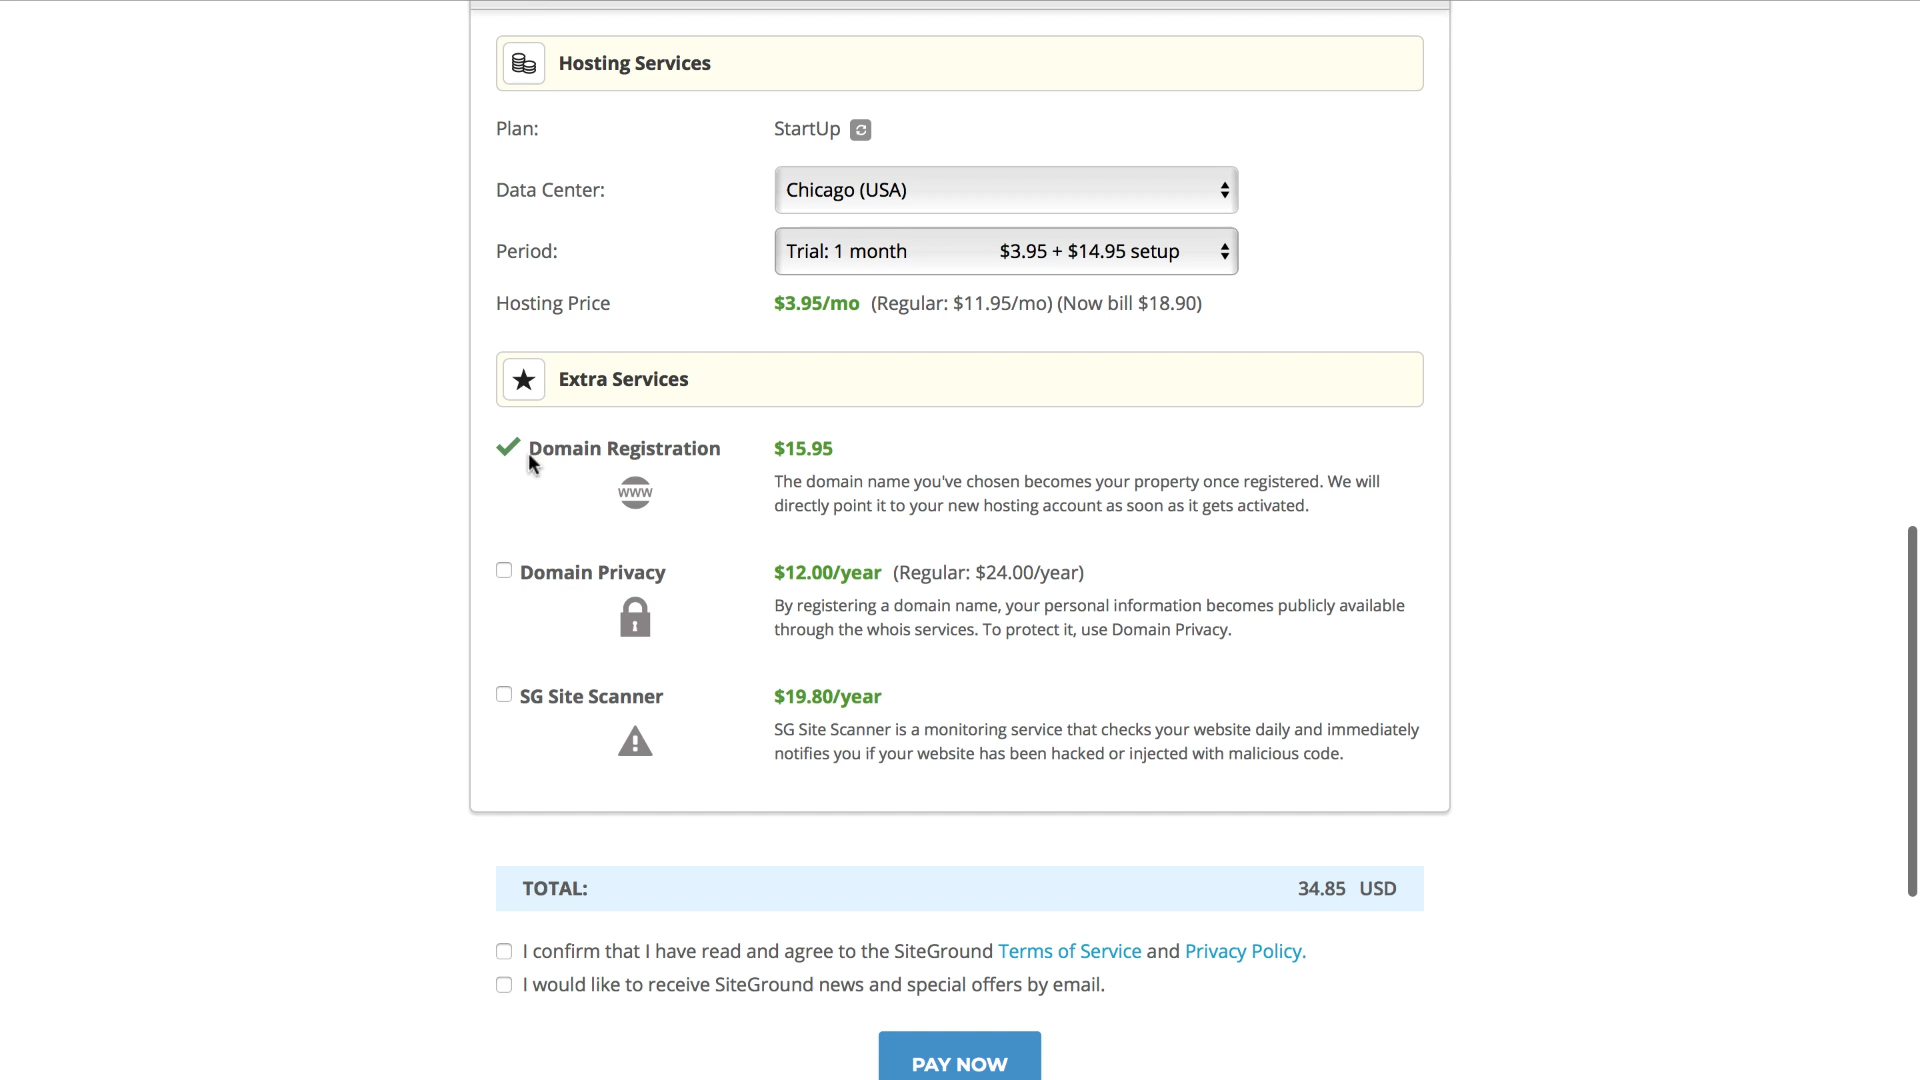 Hosting Services
Plan: StartUp
Data Center: Chicago (USA)
Period: Trial: 1 month $3.95 + $14.95 setup
Hosting Price $3.95/mo (Regular: $11.95/mo) (Now bill $18.90)
Extra Services
Domain Registration $15.95
www
The domain name you've chosen becomes your property once registered. We will
directly point it to your new hosting account as soon as it gets activated.
Domain Privacy $12.00/year (Regular: $24.00/year)
By registering a domain name, your personal information becomes publicly available
through the whois services. To protect it, use Domain Privacy.
SG Site Scanner $19.80/year
SG Site Scanner is a monitoring service that checks your website daily and immediately
notifies you if your website has been hacked or injected with malicious code.
TOTAL: 34.85 USD
I confirm that I have read and agree to the SiteGround Terms of Service and Privacy Policy.
I would like to receive SiteGround news and special offers by email.
PAY NOW